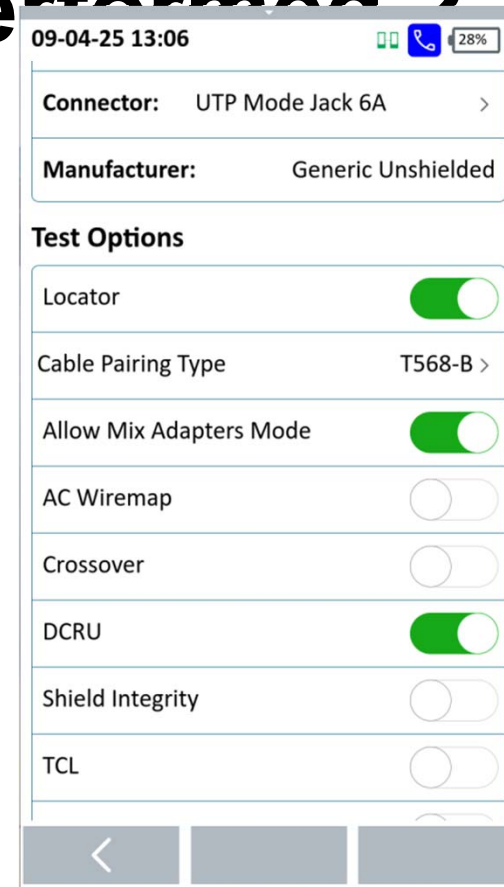 09-04-25 13:06 28%
Connector: UTP Mode Jack 6A >
Manufacturer: Generic Unshielded
Test Options
Locator
Cable Pairing Type T568-B >
Allow Mix Adapters Mode
AC Wiremap
Crossover
DCRU
Shield Integrity
TCL